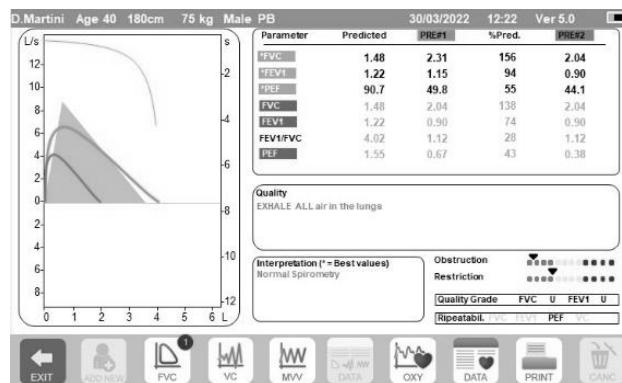 D.Martini Age 40 180cm 75 kg Male PB 30/03/2022 12:22 Ver 5.0
L/s s
12
10
8
6
4
2
0
2
4
6
8
-2
-4
-6
-8
-10
-12
0 1 2 3 4 5 6 L
Parameter Predicted PRE#1 %Pred. PRE#2
*FVC 1.48 2.31 156 2.04
*FEV1 1.22 1.15 94 0.90
*PEF 90.7 49.8 55 44.1
FVC 1.48 2.04 138 2.04
FEV1 1.22 0.90 74 0.90
FEV1/FVC 4.02 1.12 28 1.12
PEF 1.55 0.67 43 0.38
Quality
EXHALE ALL air in the lungs
Interpretation (* = Best values)
Normal Spirometry
Obstruction
Restriction
Quality Grade FVC U FEV1 U
Repeatabil. FVC FEV1 PEF VC
EXIT
ADD NEW
1
FVC
VC
MVV
DATA
OXY
DATA
PRINT
CANC